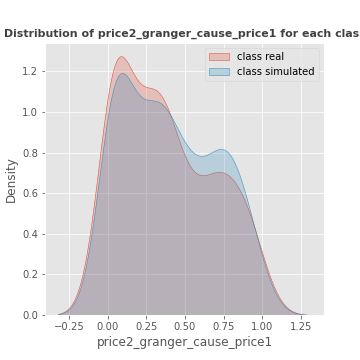 Distribution of price2_granger_cause_price1 for each clas
class real
class simulated
Density
1.2
1.0
0.8
0.6
0.4
0.2
0.0
-0.25 0.00 0.25 0.50 0.75 1.00 1.25
price2_granger_cause_price1